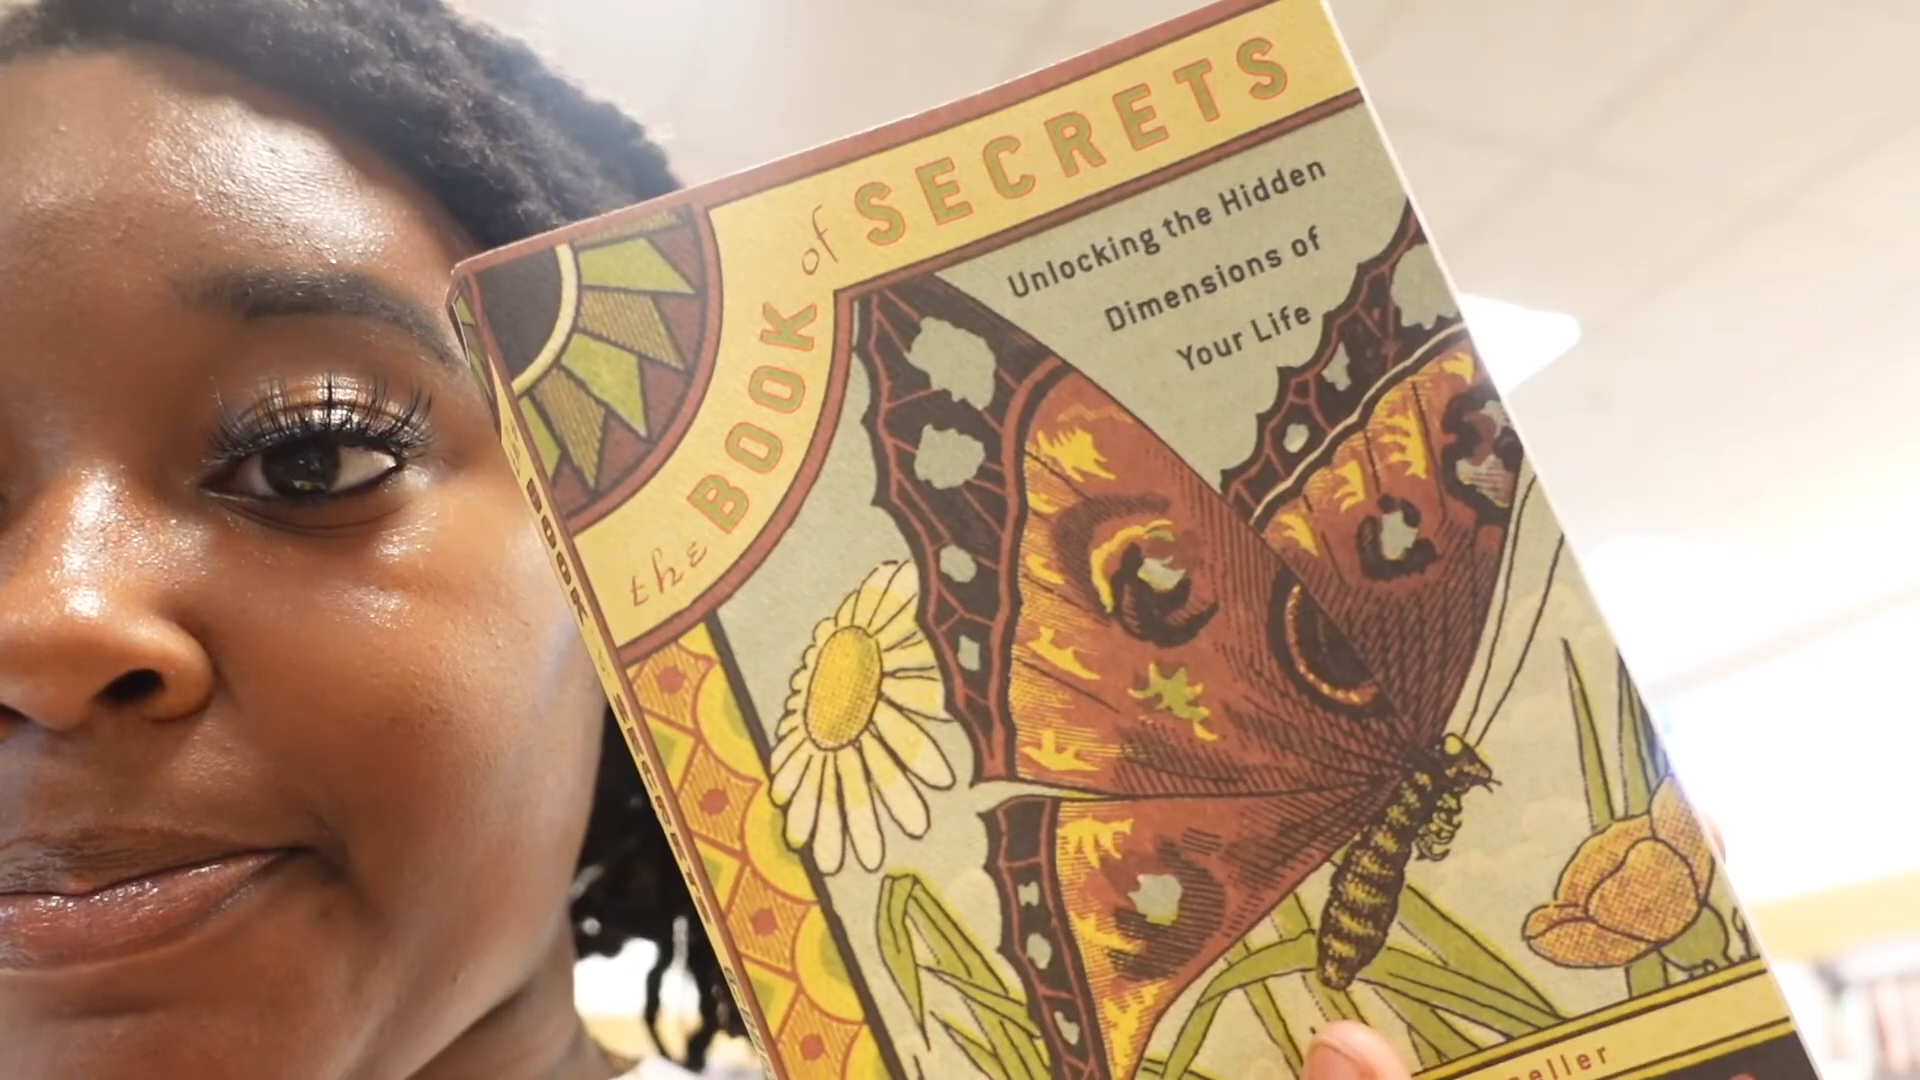 the BOOK of SECRETS
Unlocking the Hidden
Dimensions of
Your Life
BOOK
SECRETS